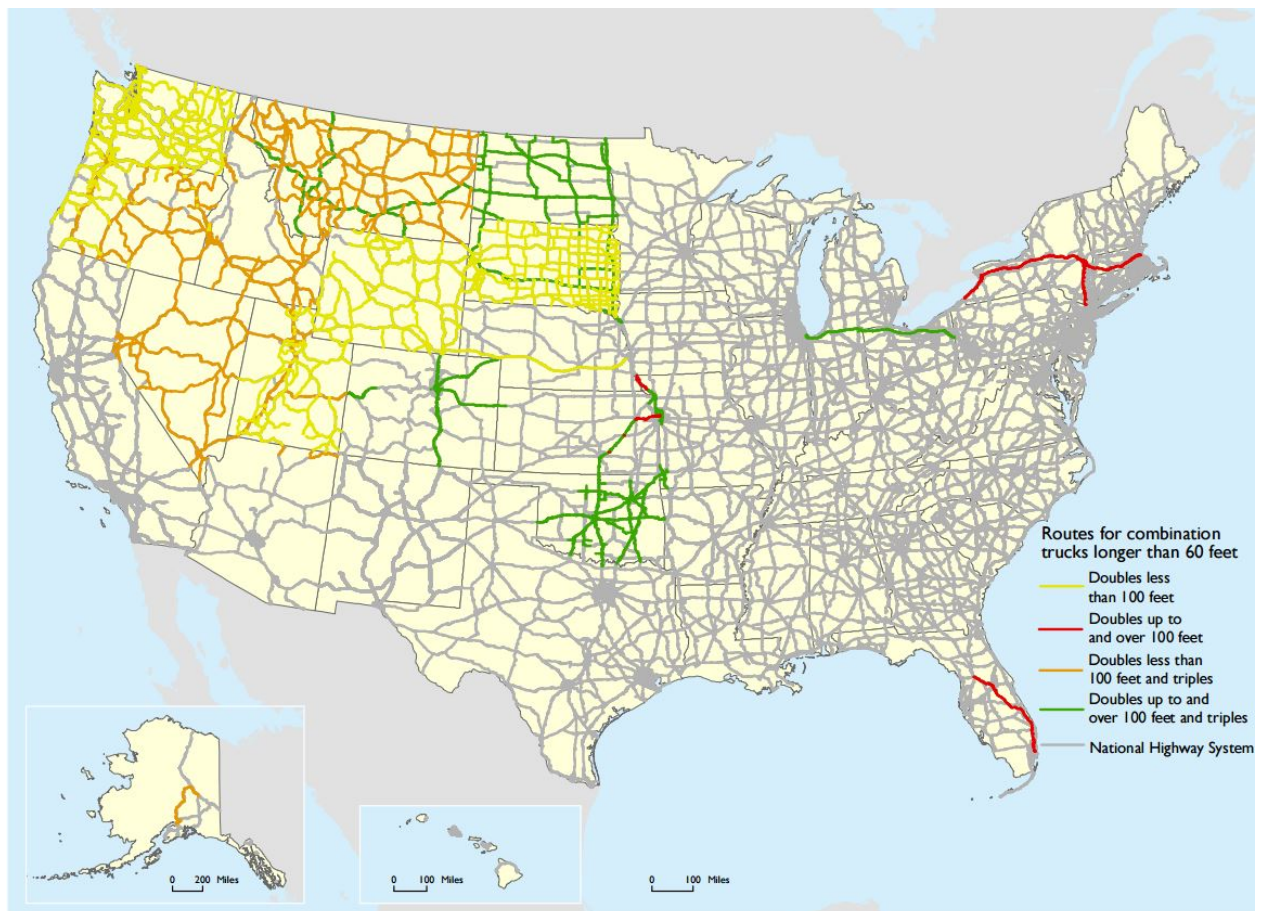 Routes for combination
trucks longer than 60 feet
Doubles less
than 100 feet
Doubles up to
and over 100 feet
Doubles less than
100 feet and triples
Doubles up to and
over 100 feet and triples
National Highway System
0 200 Miles
0 100 Miles
0 100 Miles